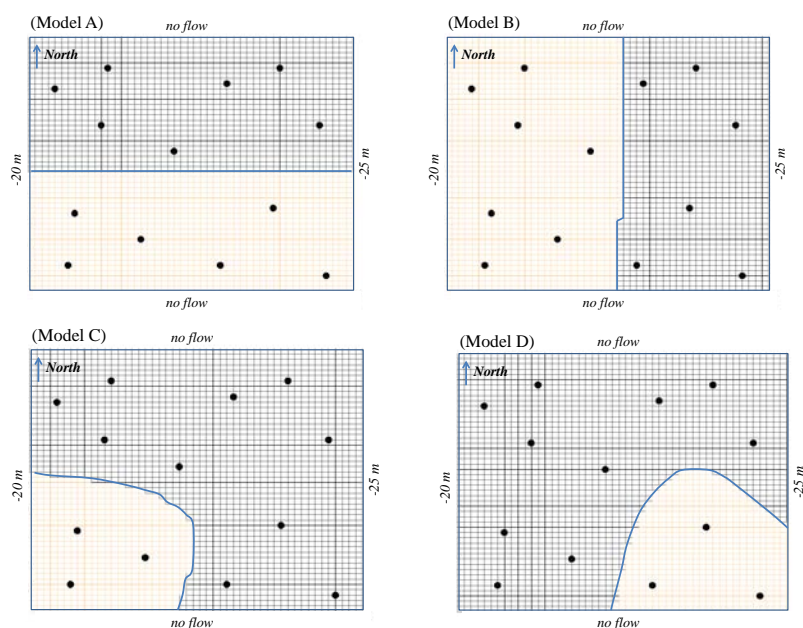 (Model A)
no flow
North
-20 m
-25 m
no flow
(Model B)
no flow
North
-20 m
-25 m
no flow
(Model C)
no flow
North
-20 m
-25 m
no flow
(Model D)
no flow
North
-20 m
-25 m
no flow